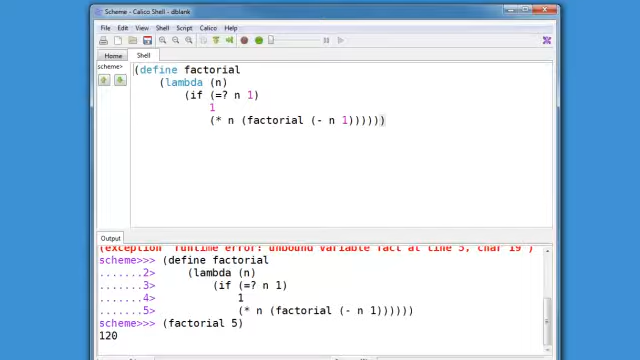 Scheme - Calico Shell - dblank
File Edit View Shell Script Calico Help
Home Shell
scheme>
(define factorial
(lambda (n)
(if (=? n 1)
1
(* n (factorial (- n 1))))))
Output
(exception "runtime error: unbound variable fact at line 5, char 19")
scheme>>> (define factorial
.......2> (lambda (n)
.......3> (if (=? n 1)
.......4> 1
.......5> (* n (factorial (- n 1))))))
scheme>>> (factorial 5)
120